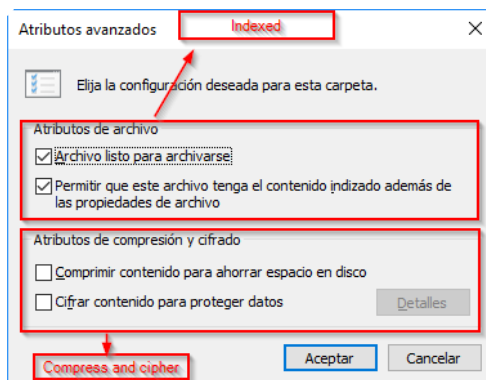 Atributos avanzados
Indexed
Elija la configuración deseada para esta carpeta.
Atributos de archivo
Archivo listo para archivarse
Permitir que este archivo tenga el contenido indizado además de
las propiedades de archivo
Atributos de compresión y cifrado
Comprimir contenido para ahorrar espacio en disco
Cifrar contenido para proteger datos
Detalles
Compress and cipher
Aceptar
Cancelar